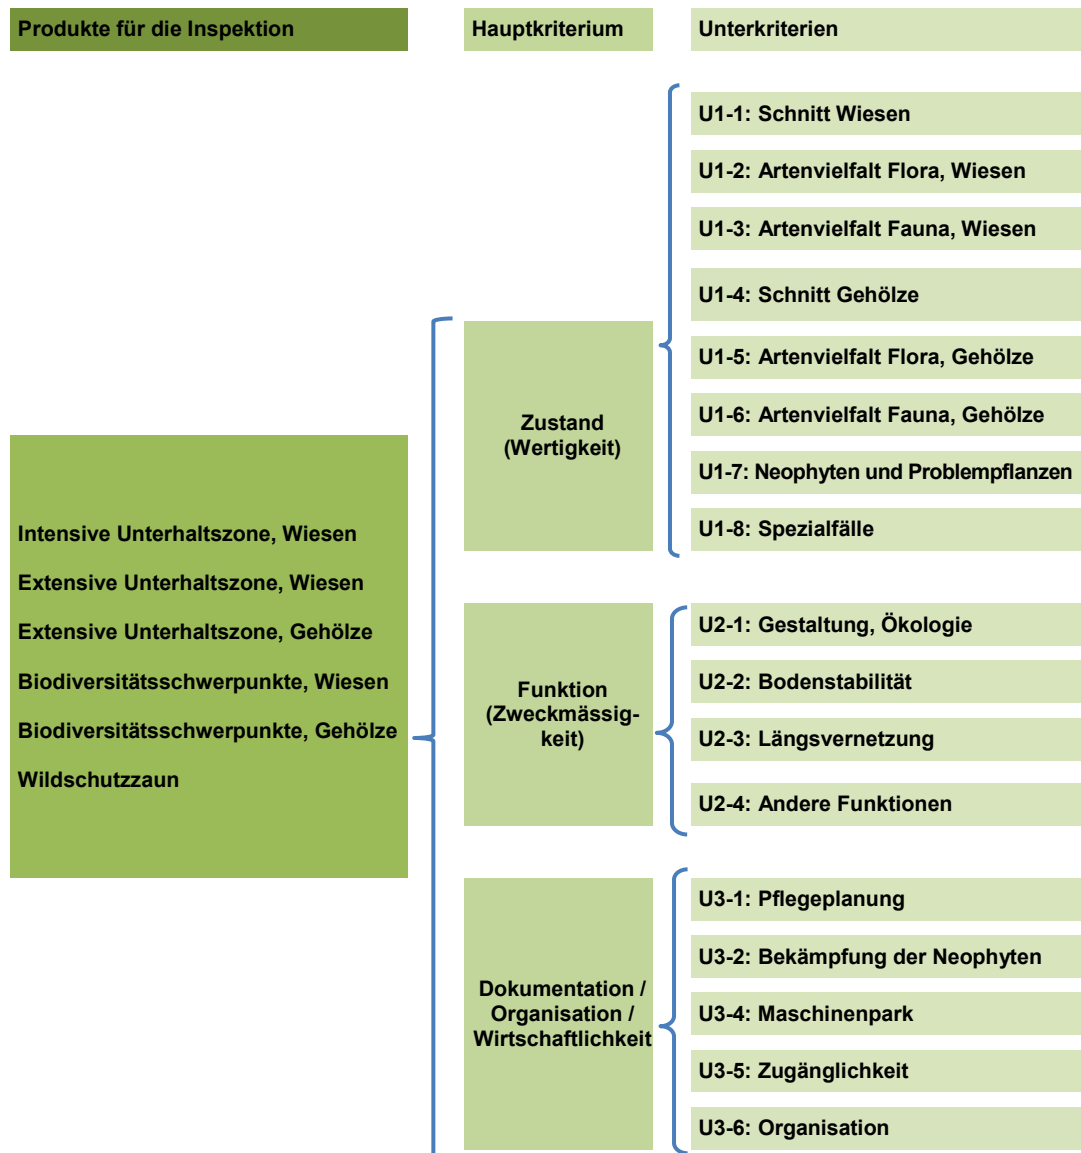 Produkte für die Inspektion
Hauptkriterium
Unterkriterien
Intensive Unterhaltszone, Wiesen
Extensive Unterhaltszone, Wiesen
Extensive Unterhaltszone, Gehölze
Biodiversitätsschwerpunkte, Wiesen
Biodiversitätsschwerpunkte, Gehölze
Wildschutzzaun
Zustand
(Wertigkeit)
U1-1: Schnitt Wiesen
U1-2: Artenvielfalt Flora, Wiesen
U1-3: Artenvielfalt Fauna, Wiesen
U1-4: Schnitt Gehölze
U1-5: Artenvielfalt Flora, Gehölze
U1-6: Artenvielfalt Fauna, Gehölze
U1-7: Neophyten und Problempflanzen
U1-8: Spezialfälle
Funktion
(Zweckmässig-
keit)
U2-1: Gestaltung, Ökologie
U2-2: Bodenstabilität
U2-3: Längsvernetzung
U2-4: Andere Funktionen
Dokumentation /
Organisation /
Wirtschaftlichkeit
U3-1: Pflegeplanung
U3-2: Bekämpfung der Neophyten
U3-4: Maschinenpark
U3-5: Zugänglichkeit
U3-6: Organisation